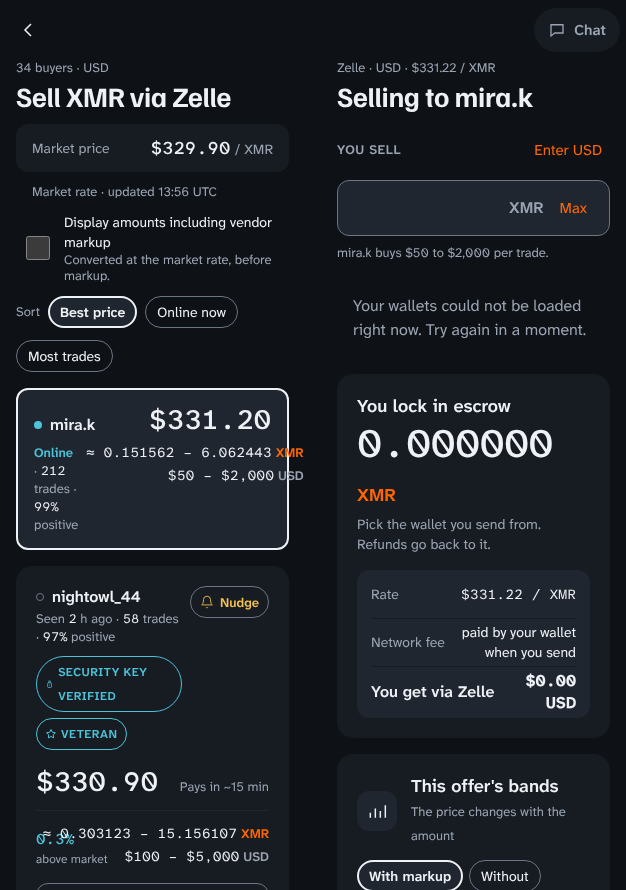 Chat
34 buyers · USD
Sell XMR via Zelle
Market price $329.90 / XMR
Market rate · updated 13:56 UTC
Display amounts including vendor
markup
Converted at the market rate, before
markup.
Sort Best price Online now
Most trades
mira.k $331.20
Online ≈ 0.151562 – 6.062443 XMR
· 212 $50 – $2,000 USD
trades ·
99%
positive
nightowl_44 Nudge
Seen 2 h ago · 58 trades
· 97% positive
SECURITY KEY
VERIFIED
VETERAN
$330.90 Pays in ~15 min
≈ 0.303123 – 15.156107 XMR
0.3%
above market $100 – $5,000 USD
Zelle · USD · $331.22 / XMR
Selling to mira.k
YOU SELL Enter USD
XMR Max
mira.k buys $50 to $2,000 per trade.
Your wallets could not be loaded
right now. Try again in a moment.
You lock in escrow
0.000000
XMR
Pick the wallet you send from.
Refunds go back to it.
Rate $331.22 / XMR
Network fee paid by your wallet
when you send
You get via Zelle $0.00
USD
This offer's bands
The price changes with the
amount
With markup Without